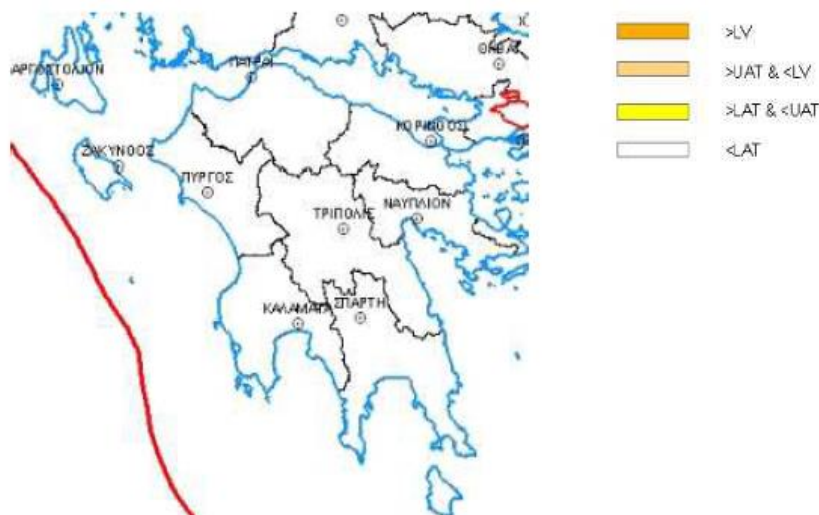 ΘΗΒΑΙ
ΑΡΓΟΣΤΟΛΙΟΝ
ΠΑΤΡΑΙ
ΚΟΡΙΝΘΟΣ
ΖΑΚΥΝΘΟΣ
ΠΥΡΓΟΣ
ΤΡΙΠΟΛΙΣ
ΝΑΥΠΛΙΟΝ
ΚΑΛΑΜΑΤΑ
ΣΠΑΡΤΗ
>LV
>UAT & <LV
>LAT & <UAT
<LAT